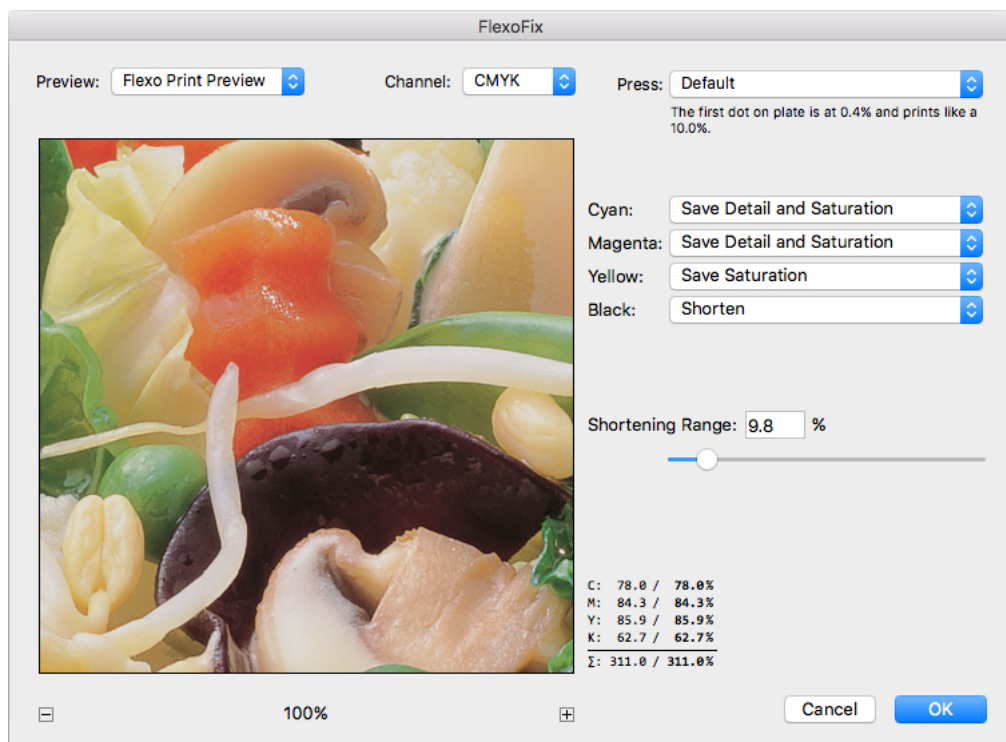 FlexoFix
Preview: Flexo Print Preview
Channel: CMYK
Press: Default
The first dot on plate is at 0.4% and prints like a
10.0%.
Cyan: Save Detail and Saturation
Magenta: Save Detail and Saturation
Yellow: Save Saturation
Black: Shorten
Shortening Range: 9.8 %
C: 78.0 / 78.0%
M: 84.3 / 84.3%
Y: 85.9 / 85.9%
K: 62.7 / 62.7%
Σ: 311.0 / 311.0%
100%
Cancel OK